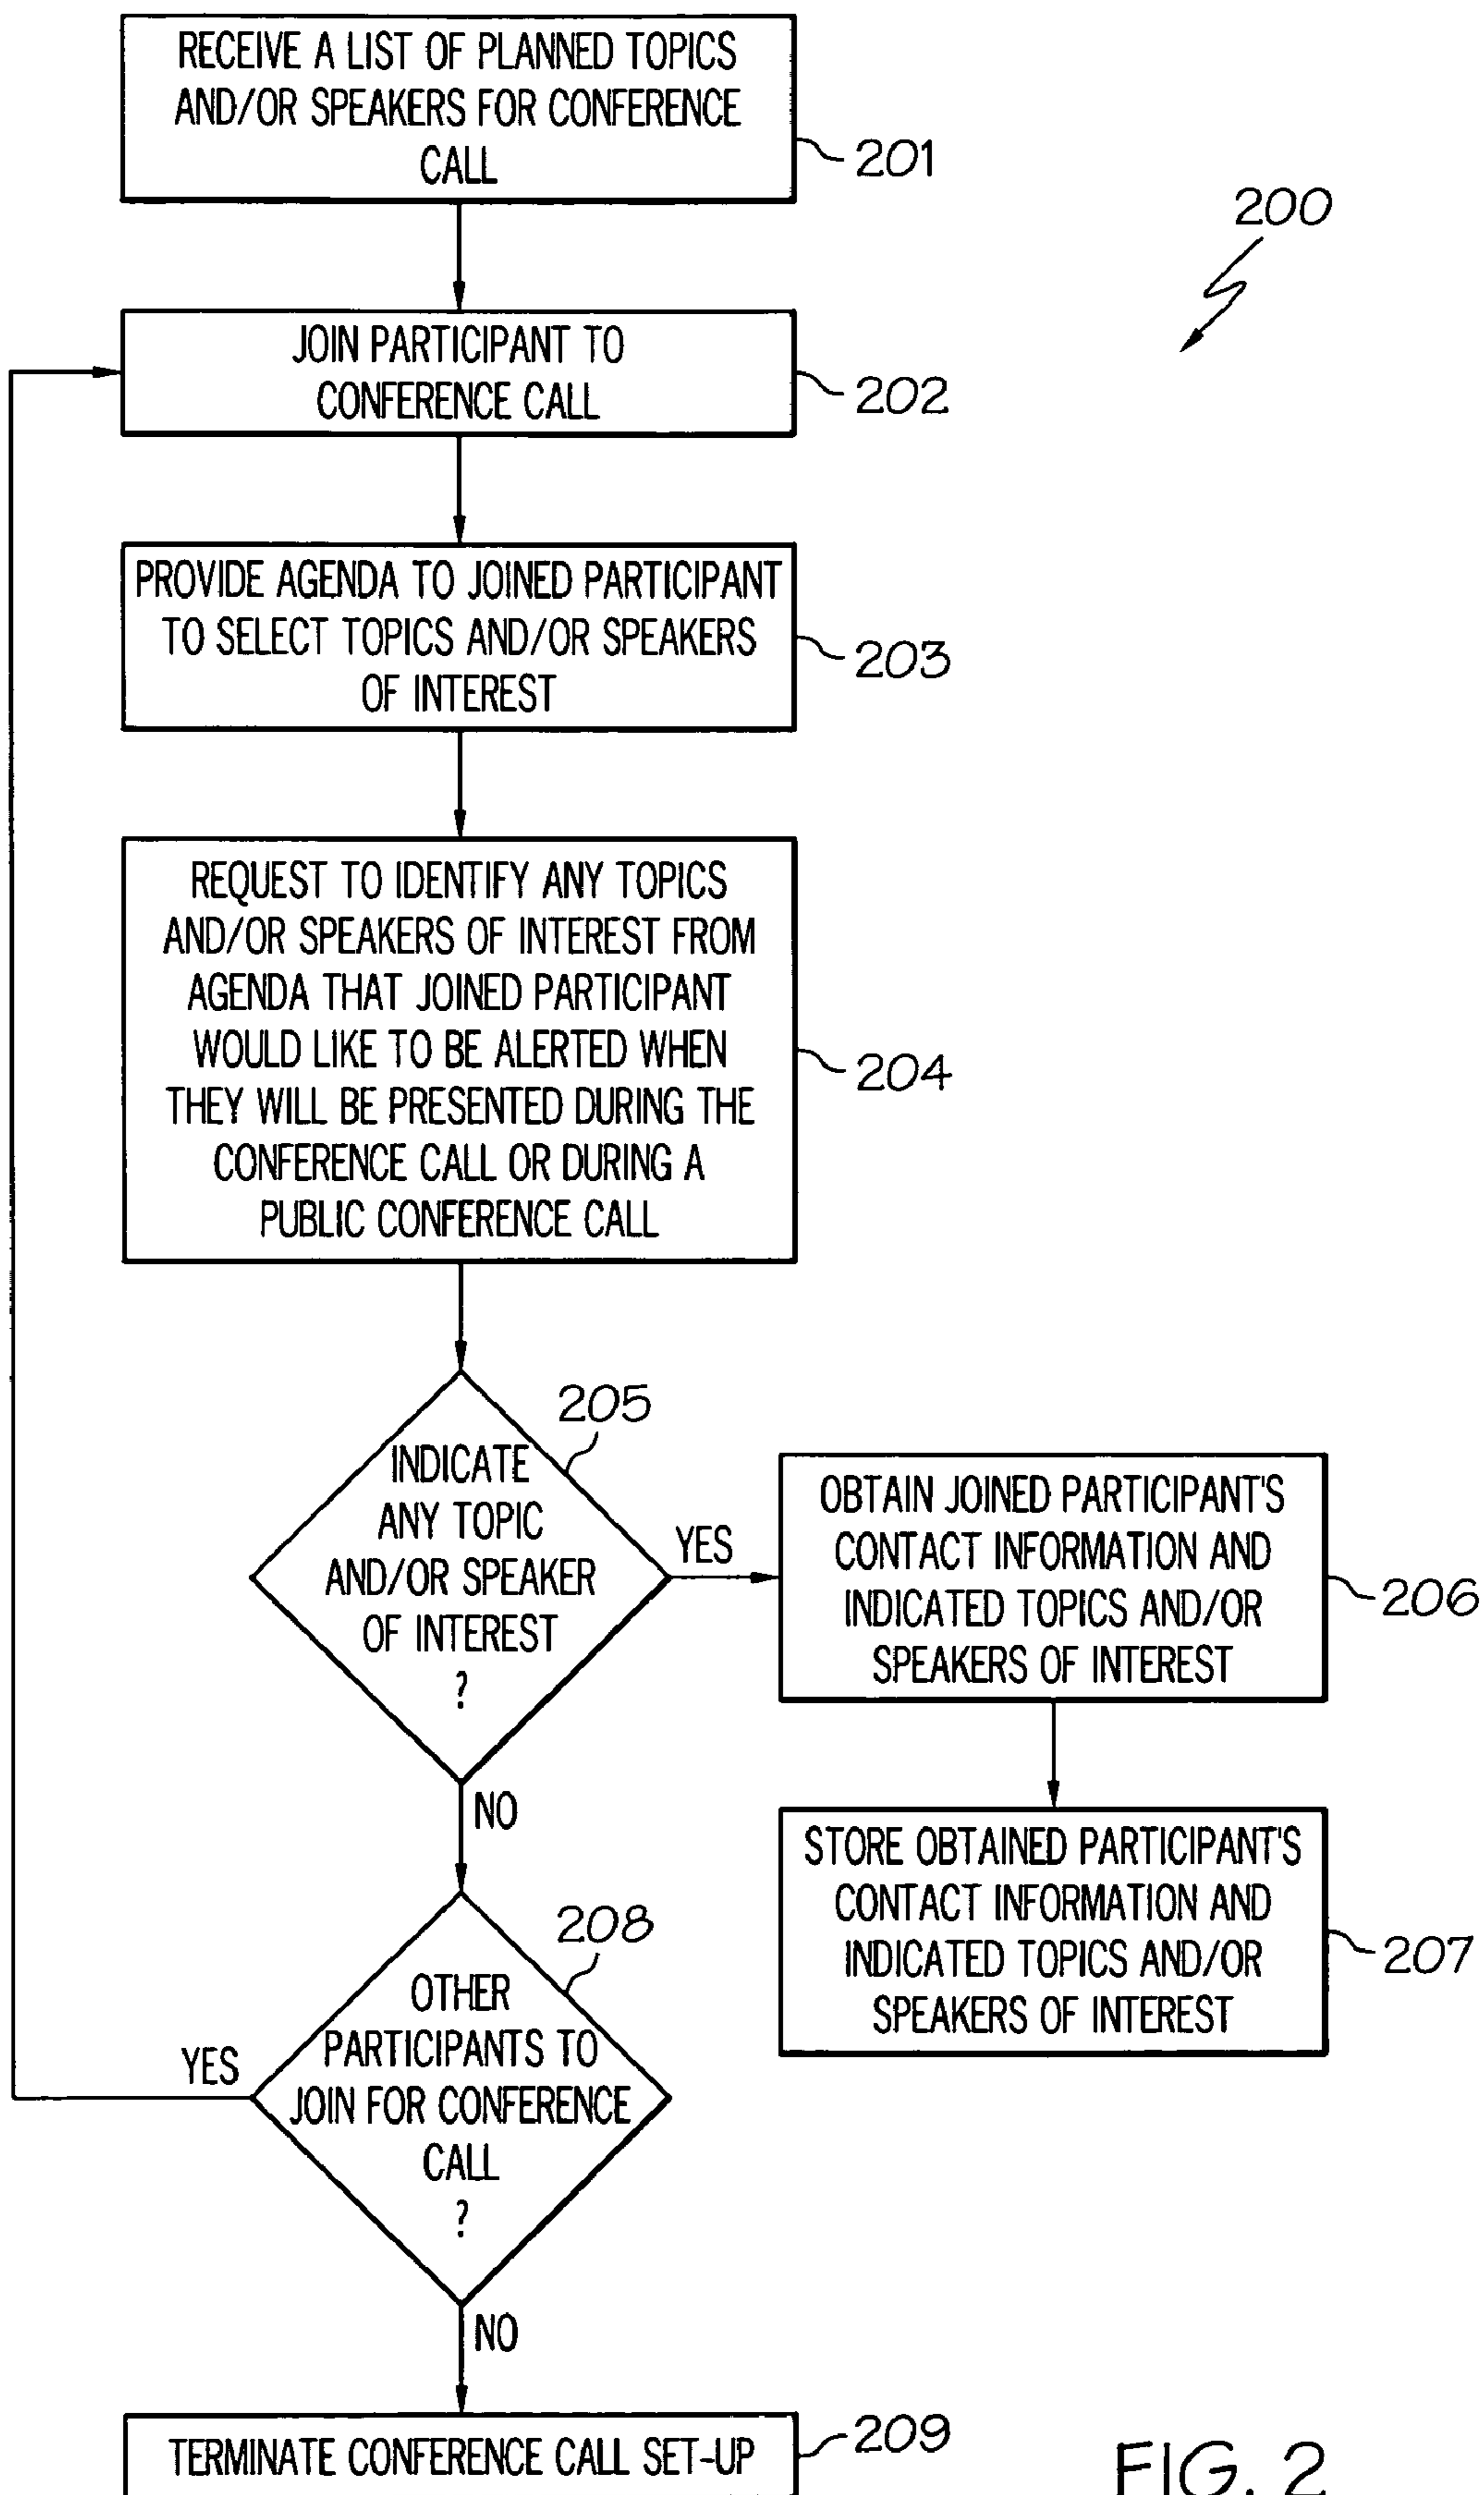 RECEIVE A LIST OF PLANNED TOPICS
AND/OR SPEAKERS FOR CONFERENCE
CALL
201
200
JOIN PARTICIPANT TO
CONFERENCE CALL
202
PROVIDE AGENDA TO JOINED PARTICIPANT
TO SELECT TOPICS AND/OR SPEAKERS
OF INTEREST
203
REQUEST TO IDENTIFY ANY TOPICS
AND/OR SPEAKERS OF INTEREST FROM
AGENDA THAT JOINED PARTICIPANT
WOULD LIKE TO BE ALERTED WHEN
THEY WILL BE PRESENTED DURING THE
CONFERENCE CALL OR DURING A
PUBLIC CONFERENCE CALL
204
205
INDICATE
ANY TOPIC
AND/OR SPEAKER
OF INTEREST
?
YES
OBTAIN JOINED PARTICIPANT'S
CONTACT INFORMATION AND
INDICATED TOPICS AND/OR
SPEAKERS OF INTEREST
206
NO
STORE OBTAINED PARTICIPANT'S
CONTACT INFORMATION AND
INDICATED TOPICS AND/OR
SPEAKERS OF INTEREST
207
208
OTHER
PARTICIPANTS TO
JOIN FOR CONFERENCE
CALL
?
YES
NO
TERMINATE CONFERENCE CALL SET-UP
209
FIG. 2